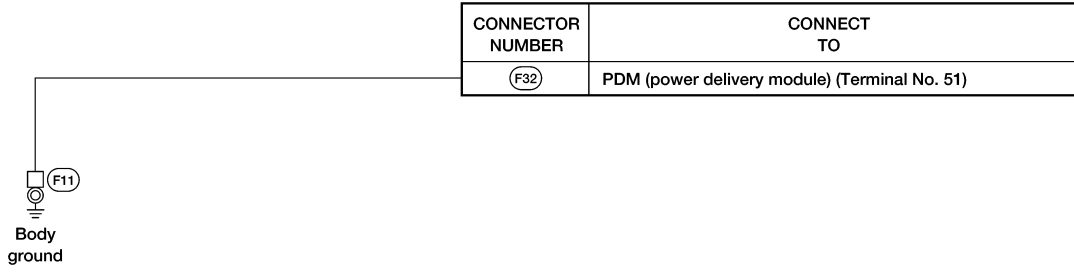 CONNECTOR
NUMBER
CONNECT
TO
F32
PDM (power delivery module) (Terminal No. 51)
F11
Body
ground